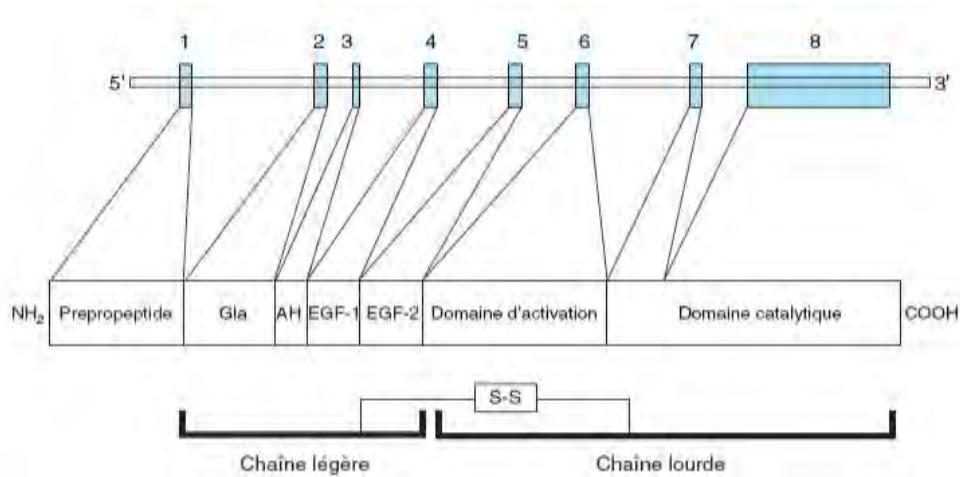 1 2 3 4 5 6 7 8
5' 3'
NH₂ Prepropeptide Gla AH EGF-1 EGF-2 Domaine d'activation Domaine catalytique COOH
S-S
Chaîne légère Chaîne lourde